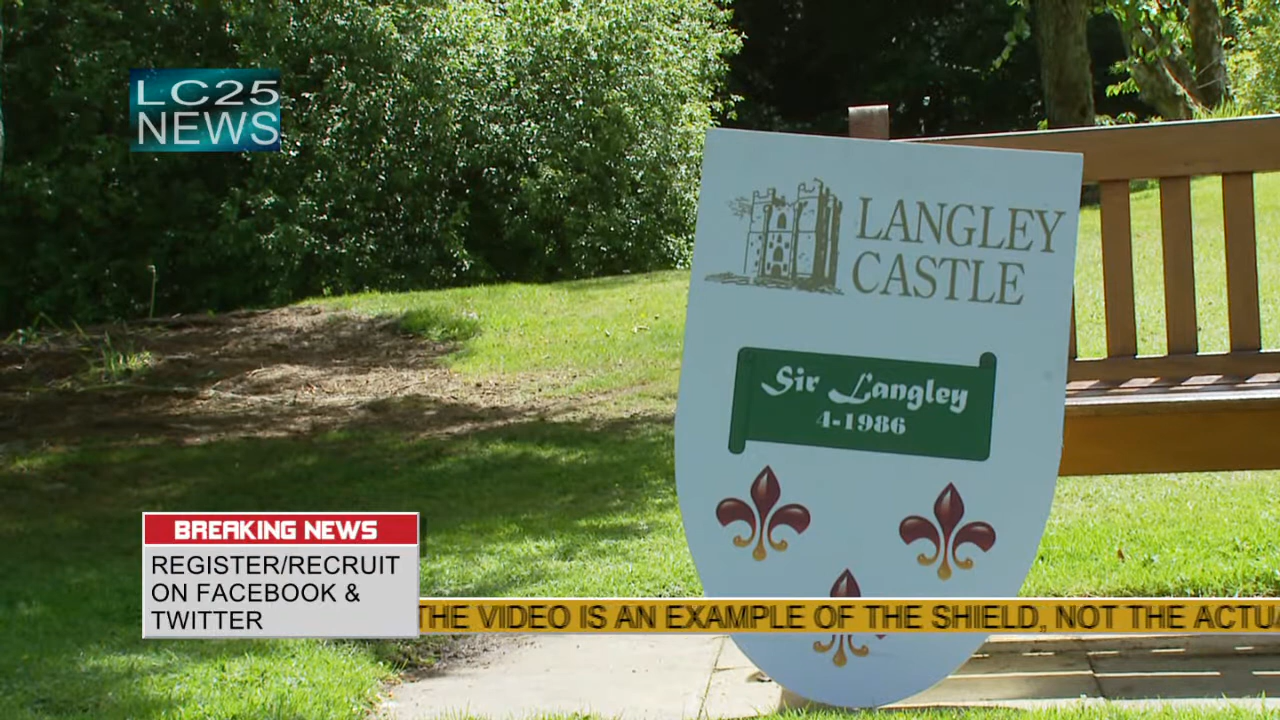 LC25
NEWS
LANGLEY
CASTLE
Sir Langley
4-1986
BREAKING NEWS
REGISTER/RECRUIT
ON FACEBOOK &
TWITTER
THE VIDEO IS AN EXAMPLE OF THE SHIELD, NOT THE ACTUA